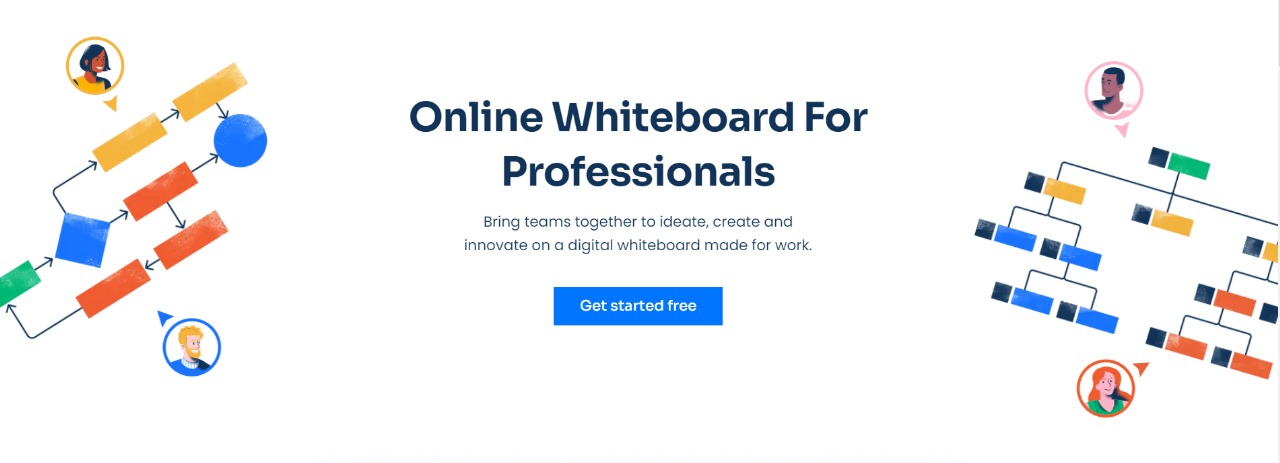 Online Whiteboard For
Professionals
Bring teams together to ideate, create and
innovate on a digital whiteboard made for work.
Get started free